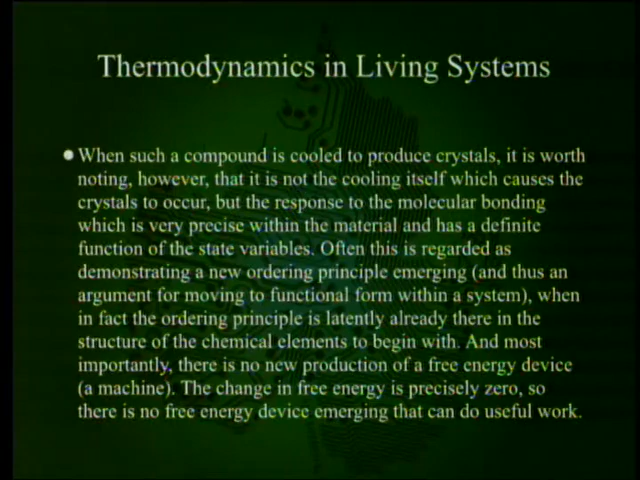 Thermodynamics in Living Systems
When such a compound is cooled to produce crystals, it is worth
noting, however, that it is not the cooling itself which causes the
crystals to occur, but the response to the molecular bonding
which is very precise within the material and has a definite
function of the state variables. Often this is regarded as
demonstrating a new ordering principle emerging (and thus an
argument for moving to functional form within a system), when
in fact the ordering principle is latently already there in the
structure of the chemical elements to begin with. And most
importantly, there is no new production of a free energy device
(a machine). The change in free energy is precisely zero, so
there is no free energy device emerging that can do useful work.